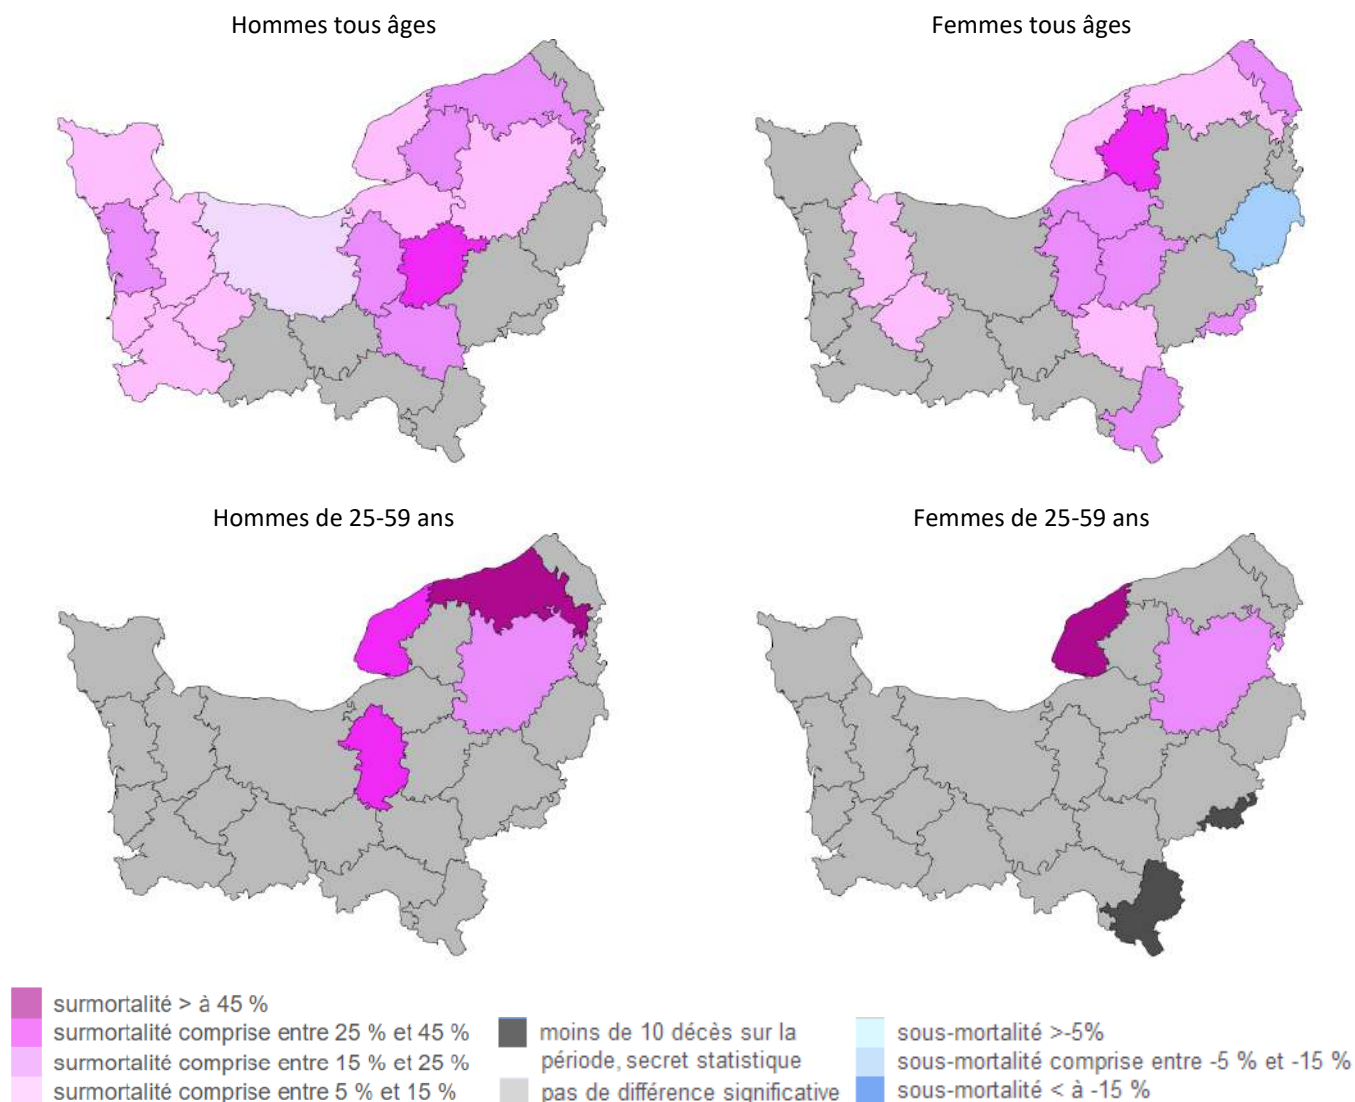 Hommes tous âges
Femmes tous âges
Hommes de 25-59 ans
Femmes de 25-59 ans
surmortalité > à 45 %
surmortalité comprise entre 25 % et 45 %
surmortalité comprise entre 15 % et 25 %
surmortalité comprise entre 5 % et 15 %
moins de 10 décès sur la
période, secret statistique
pas de différence significative
sous-mortalité >-5%
sous-mortalité comprise entre -5 % et -15 %
sous-mortalité < à -15 %